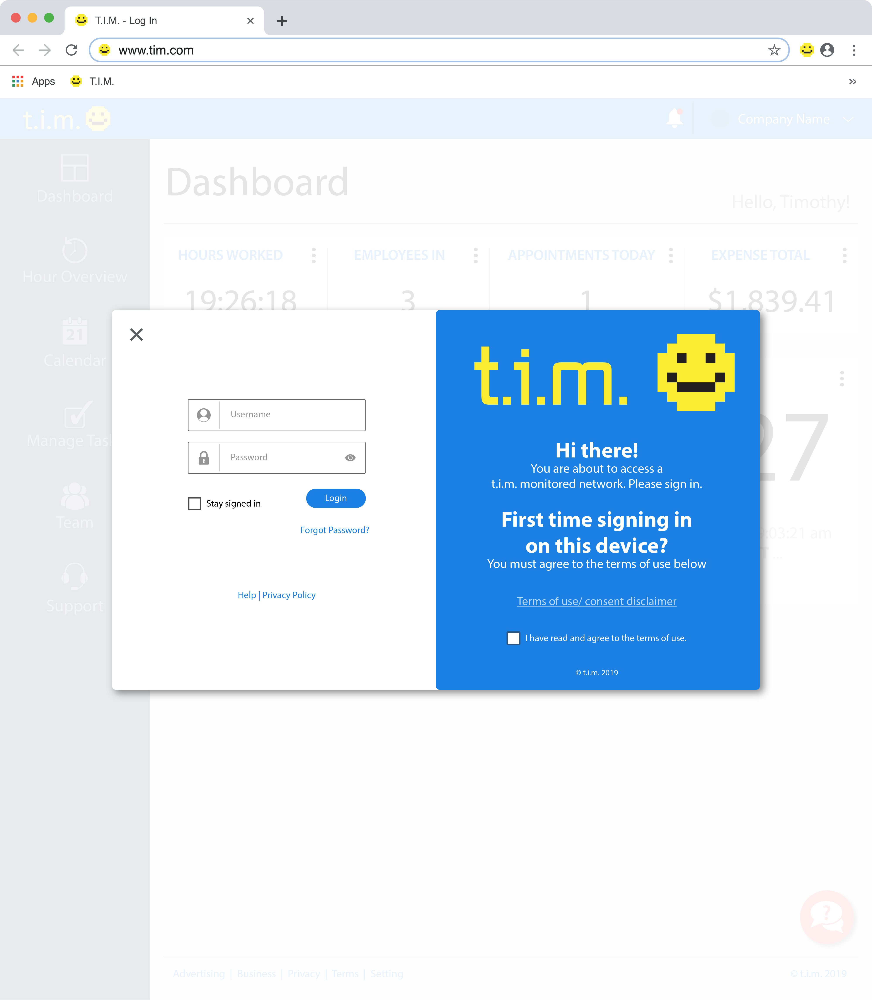 T.I.M. - Log In
www.tim.com
Apps
T.I.M.
t.i.m.
Company Name
Dashboard
Hour Overview
21
Calendar
Manage Task
Team
Support
Dashboard
Hello, Timothy!
HOURS WORKED
EMPLOYEES IN
APPOINTMENTS TODAY
EXPENSE TOTAL
19:26:18
3
1
$1,839.41
27
:03:21 am
...
Username
Password
Stay signed in
Login
Forgot Password?
Help | Privacy Policy
t.i.m.
Hi there!
You are about to access a
t.i.m. monitored network. Please sign in.
First time signing in
on this device?
You must agree to the terms of use below
Terms of use/ consent disclaimer
I have read and agree to the terms of use.
© t.i.m. 2019
?
Advertising | Business | Privacy | Terms | Setting
© t.i.m. 2019